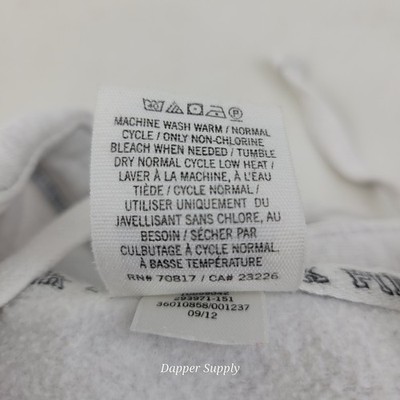 MACHINE WASH WARM / NORMAL
CYCLE / ONLY NON-CHLORINE
BLEACH WHEN NEEDED / TUMBLE
DRY NORMAL CYCLE LOW HEAT /
LAVER À LA MACHINE, À L'EAU
TIÈDE / CYCLE NORMAL /
UTILISER UNIQUEMENT DU
JAVELLISANT SANS CHLORE, AU
BESOIN / SÉCHER PAR
CULBUTAGE À CYCLE NORMAL
À BASSE TEMPÉRATURE
RN# 70817 / CA# 23226
293971-151
36010858/001237
09/12
Dapper Supply